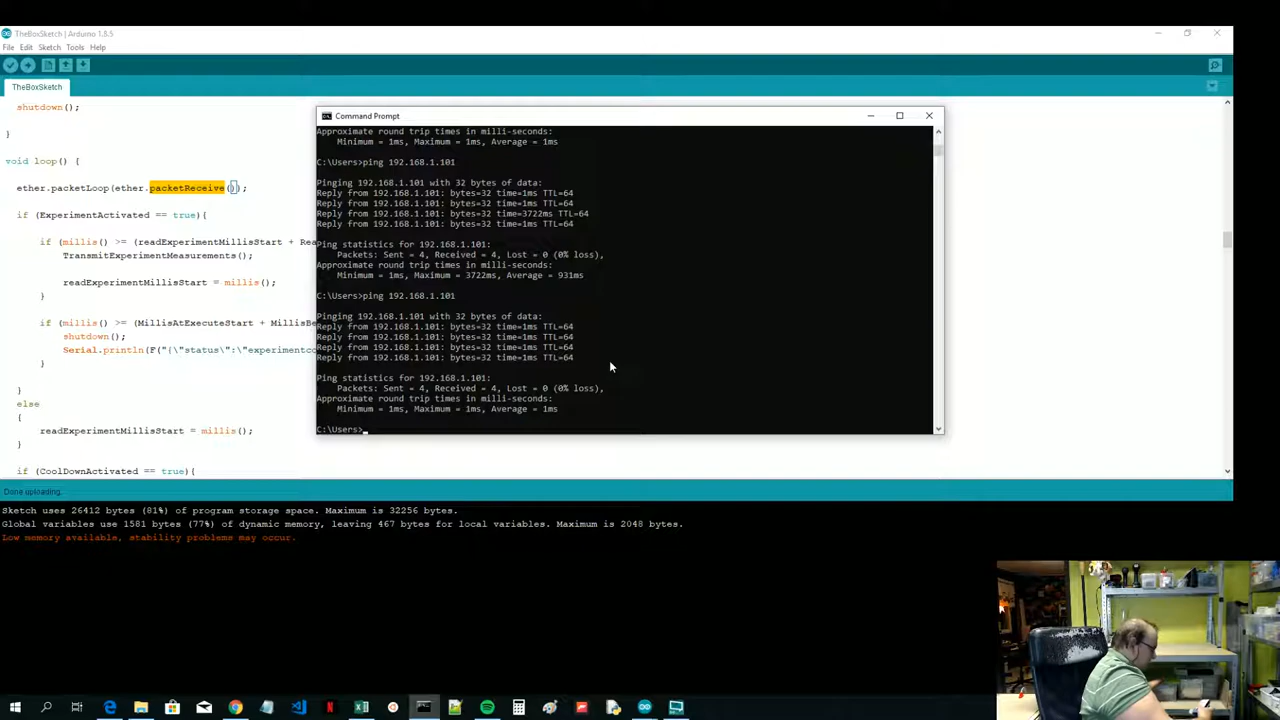 TheBoxSketch | Arduino 1.8.5
File Edit Sketch Tools Help
TheBoxSketch
shutdown();
}
void loop() {
ether.packetLoop(ether.packetReceive());
if (ExperimentActivated == true){
if (millis() >= (readExperimentMillisStart + Rea
TransmitExperimentMeasurements();
readExperimentMillisStart = millis();
}
if (millis() >= (MillisAtExecuteStart + MillisBe
shutdown();
Serial.println(F("{\"status\":\"experimentco
}
}
else
{
readExperimentMillisStart = millis();
}
if (CoolDownActivated == true){
Command Prompt
Approximate round trip times in milli-seconds:
Minimum = 1ms, Maximum = 1ms, Average = 1ms
C:\Users>ping 192.168.1.101
Pinging 192.168.1.101 with 32 bytes of data:
Reply from 192.168.1.101: bytes=32 time=1ms TTL=64
Reply from 192.168.1.101: bytes=32 time=1ms TTL=64
Reply from 192.168.1.101: bytes=32 time=3722ms TTL=64
Reply from 192.168.1.101: bytes=32 time=1ms TTL=64
Ping statistics for 192.168.1.101:
Packets: Sent = 4, Received = 4, Lost = 0 (0% loss),
Approximate round trip times in milli-seconds:
Minimum = 1ms, Maximum = 3722ms, Average = 931ms
C:\Users>ping 192.168.1.101
Pinging 192.168.1.101 with 32 bytes of data:
Reply from 192.168.1.101: bytes=32 time=1ms TTL=64
Reply from 192.168.1.101: bytes=32 time=1ms TTL=64
Reply from 192.168.1.101: bytes=32 time=1ms TTL=64
Reply from 192.168.1.101: bytes=32 time=1ms TTL=64
Ping statistics for 192.168.1.101:
Packets: Sent = 4, Received = 4, Lost = 0 (0% loss),
Approximate round trip times in milli-seconds:
Minimum = 1ms, Maximum = 1ms, Average = 1ms
C:\Users>
Done uploading.
Sketch uses 26412 bytes (81%) of program storage space. Maximum is 32256 bytes.
Global variables use 1581 bytes (77%) of dynamic memory, leaving 467 bytes for local variables. Maximum is 2048 bytes.
Low memory available, stability problems may occur.